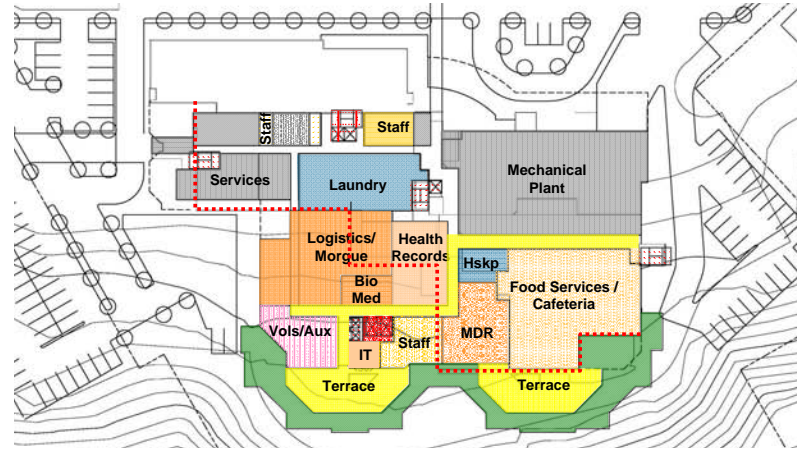 Staff
Staff
Services
Laundry
Mechanical
Plant
Logistics/
Morgue
Health
Records
Hskp
Bio
Med
Food Services /
Cafeteria
Vols/Aux
Staff
MDR
IT
Terrace
Terrace